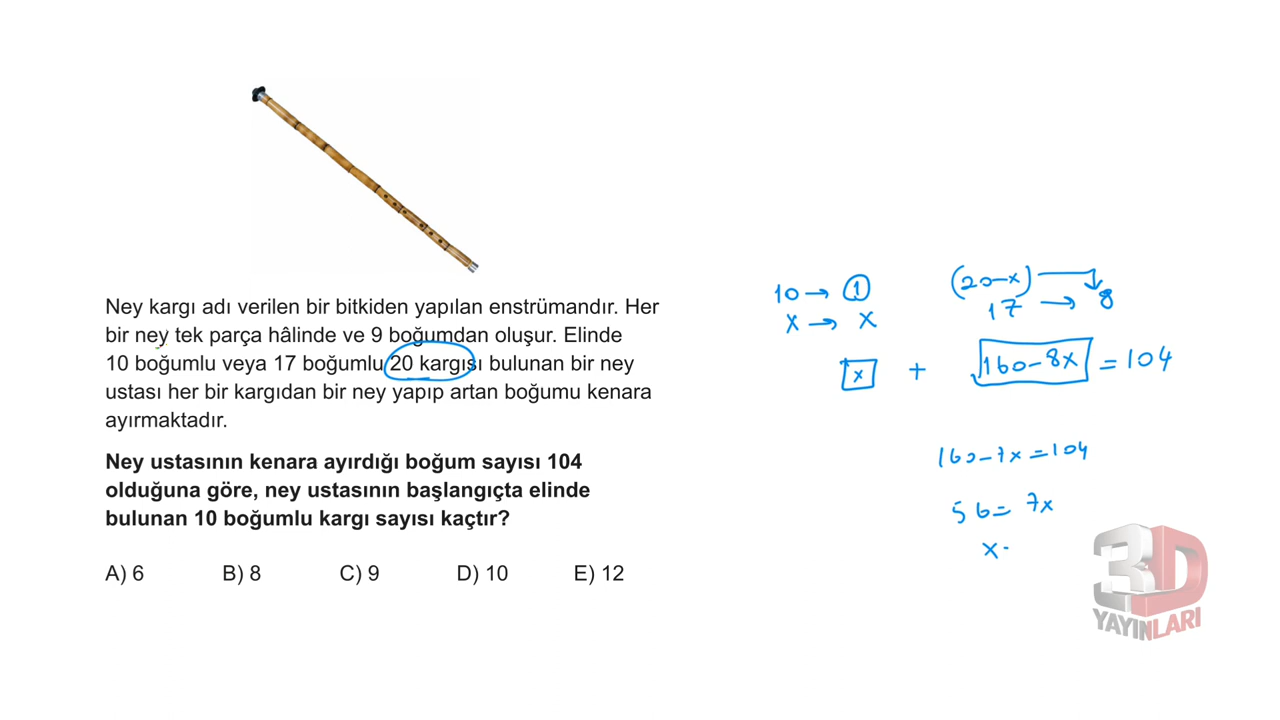 Ney kargı adı verilen bir bitkiden yapılan enstrümandır. Her
bir ney tek parça hâlinde ve 9 boğumdan oluşur. Elinde
10 boğumlu veya 17 boğumlu 20 kargısı bulunan bir ney
ustası her bir kargıdan bir ney yapıp artan boğumu kenara
ayırmaktadır.
Ney ustasının kenara ayırdığı boğum sayısı 104
olduğuna göre, ney ustasının başlangıçta elinde
bulunan 10 boğumlu kargı sayısı kaçtır?
A) 6 B) 8 C) 9 D) 10 E) 12
10 → 1
x → x
(20-x)
17 → 8
x + 160-8x = 104
160-7x=104
56= 7x
x-
3D
YAYINLARI